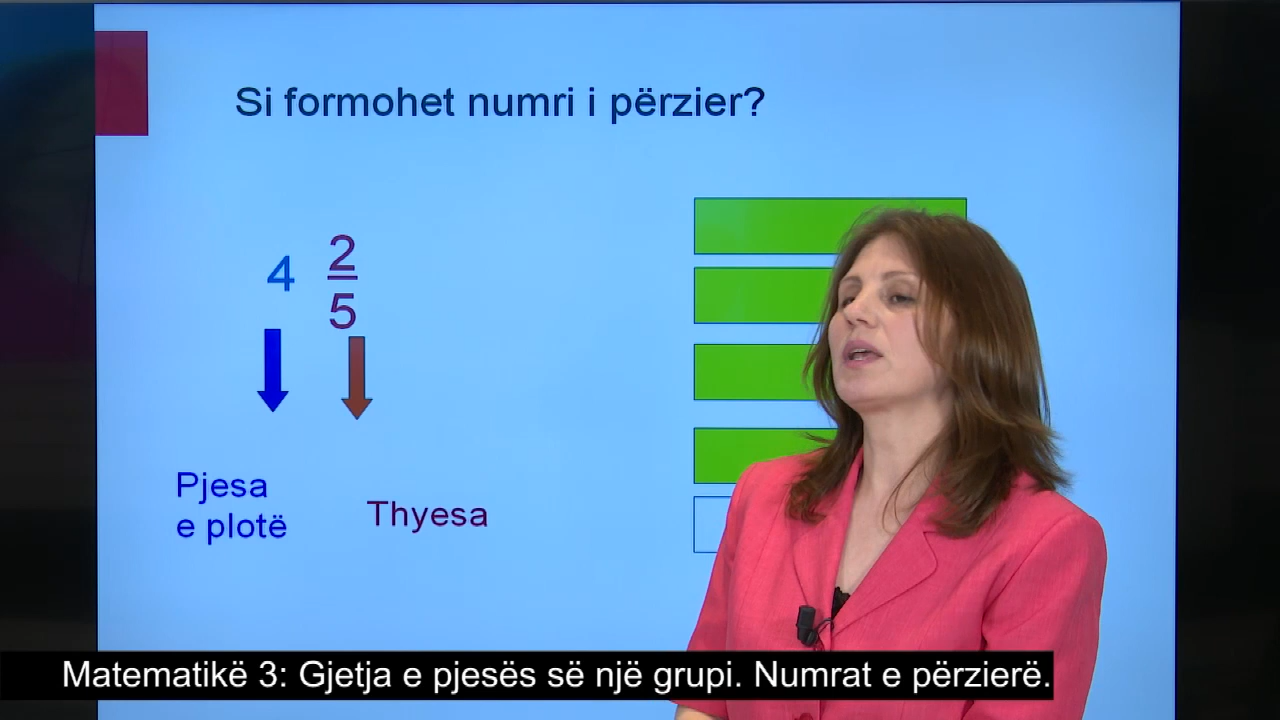 Si formohet numri i përzier?
4 2/5
Pjesa
e plotë
Thyesa
Matematikë 3: Gjetja e pjesës së një grupi. Numrat e përzierë.